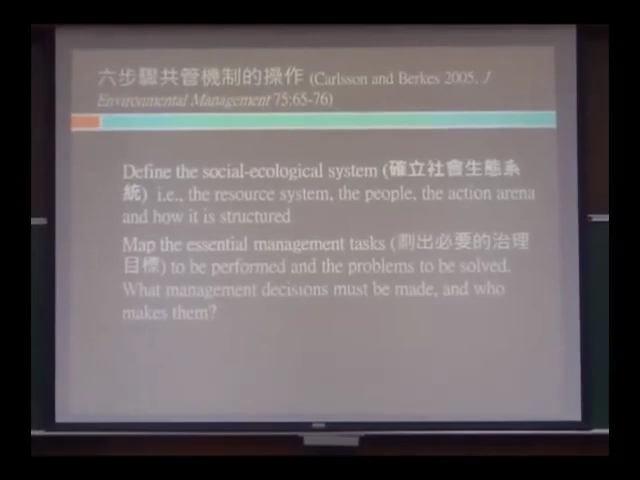 六步驟共管機制的操作 (Carlsson and Berkes 2005, J
Environmental Management 75:65-76)
Define the social-ecological system (確立社會生態系
統) i.e., the resource system, the people, the action arena
and how it is structured
Map the essential management tasks (劃出必要的治理
目標) to be performed and the problems to be solved.
What management decisions must be made, and who
makes them?